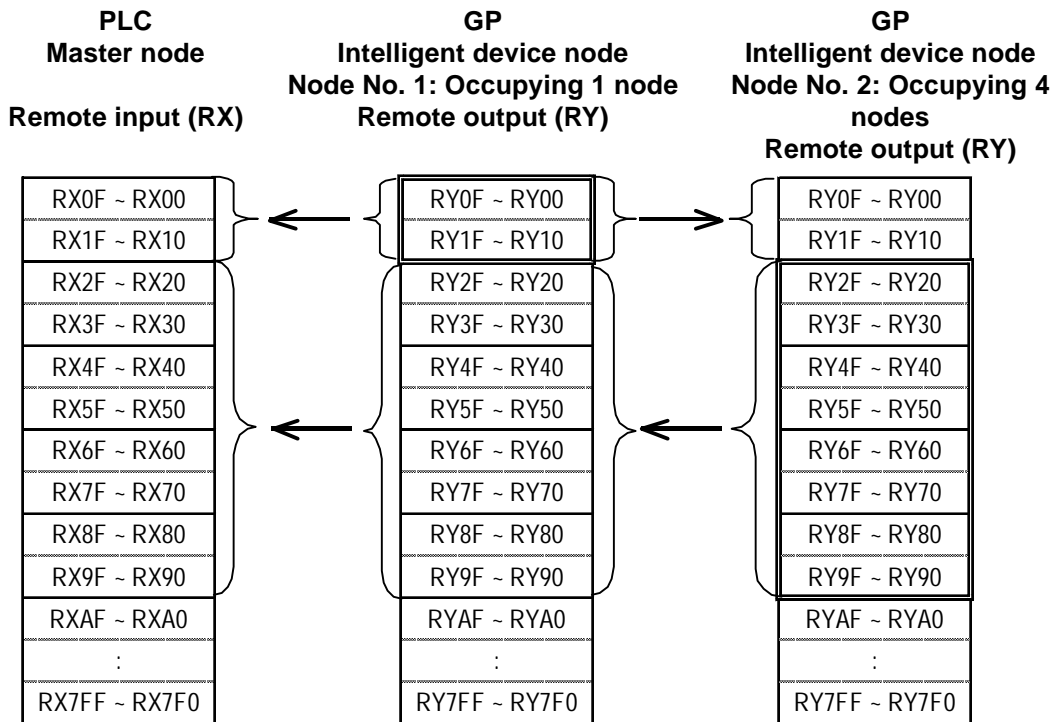 PLC
Master node
Remote input (RX)
GP
Intelligent device node
Node No. 1: Occupying 1 node
Remote output (RY)
GP
Intelligent device node
Node No. 2: Occupying 4
nodes
Remote output (RY)
RX0F ~ RX00
RX1F ~ RX10
RX2F ~ RX20
RX3F ~ RX30
RX4F ~ RX40
RX5F ~ RX50
RX6F ~ RX60
RX7F ~ RX70
RX8F ~ RX80
RX9F ~ RX90
RXAF ~ RXA0
:
RX7FF ~ RX7F0
RY0F ~ RY00
RY1F ~ RY10
RY2F ~ RY20
RY3F ~ RY30
RY4F ~ RY40
RY5F ~ RY50
RY6F ~ RY60
RY7F ~ RY70
RY8F ~ RY80
RY9F ~ RY90
RYAF ~ RYA0
:
RY7FF ~ RY7F0
RY0F ~ RY00
RY1F ~ RY10
RY2F ~ RY20
RY3F ~ RY30
RY4F ~ RY40
RY5F ~ RY50
RY6F ~ RY60
RY7F ~ RY70
RY8F ~ RY80
RY9F ~ RY90
RYAF ~ RYA0
:
RY7FF ~ RY7F0